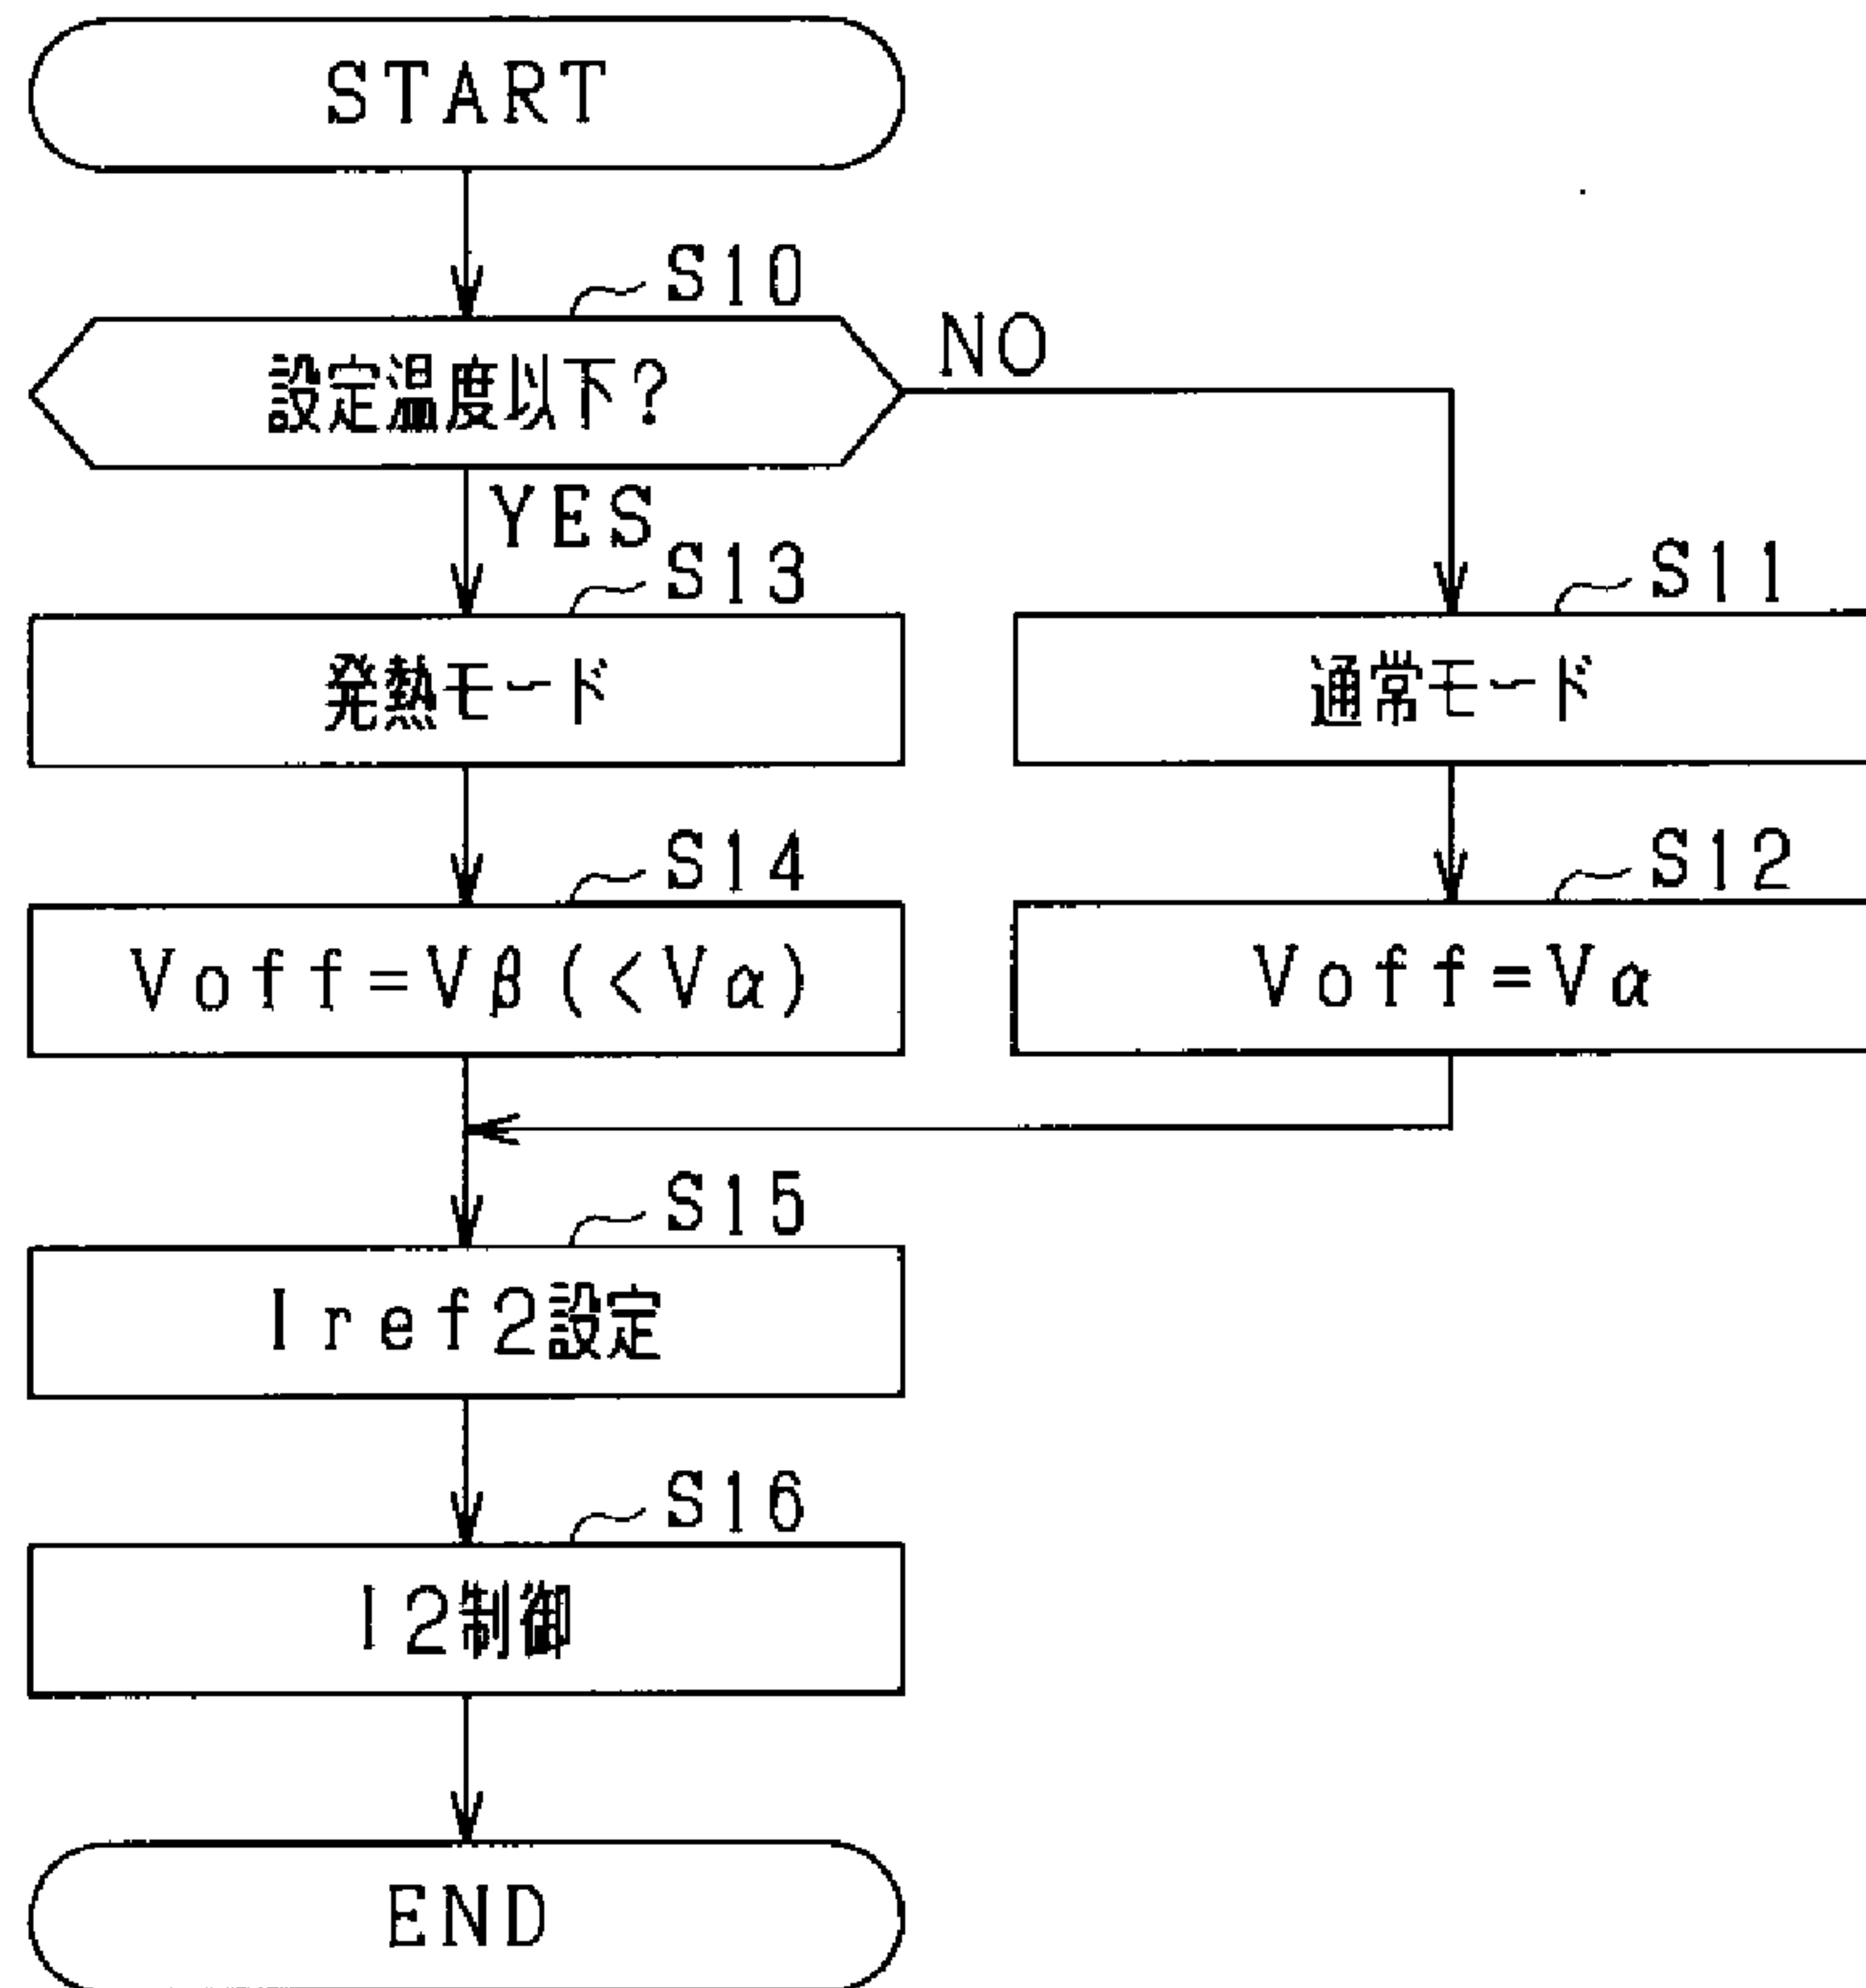 START
S10
設定温度以下?
NO
YES
S13
発熱モード
S11
通常モード
S14
Voff=Vβ(<Vα)
S12
Voff=Vα
S15
Iref2設定
S16
I2制御
END